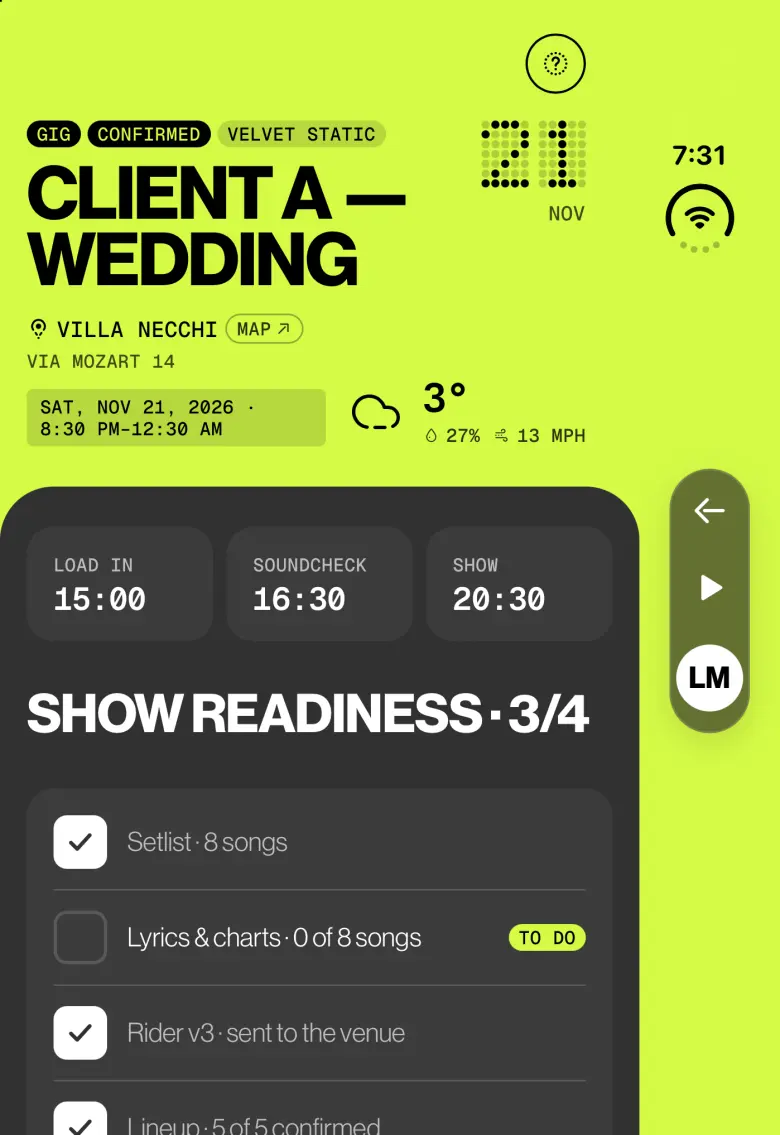 ?
GIG CONFIRMED VELVET STATIC
CLIENT A —
WEDDING
21
NOV
7:31
VILLA NECCHI MAP ↗
VIA MOZART 14
SAT, NOV 21, 2026 ·
8:30 PM–12:30 AM
3°
27% 13 MPH
LOAD IN
15:00
SOUNDCHECK
16:30
SHOW
20:30
LM
SHOW READINESS · 3/4
Setlist · 8 songs
Lyrics & charts · 0 of 8 songs TO DO
Rider v3 · sent to the venue
Lineup · 5 of 5 confirmed